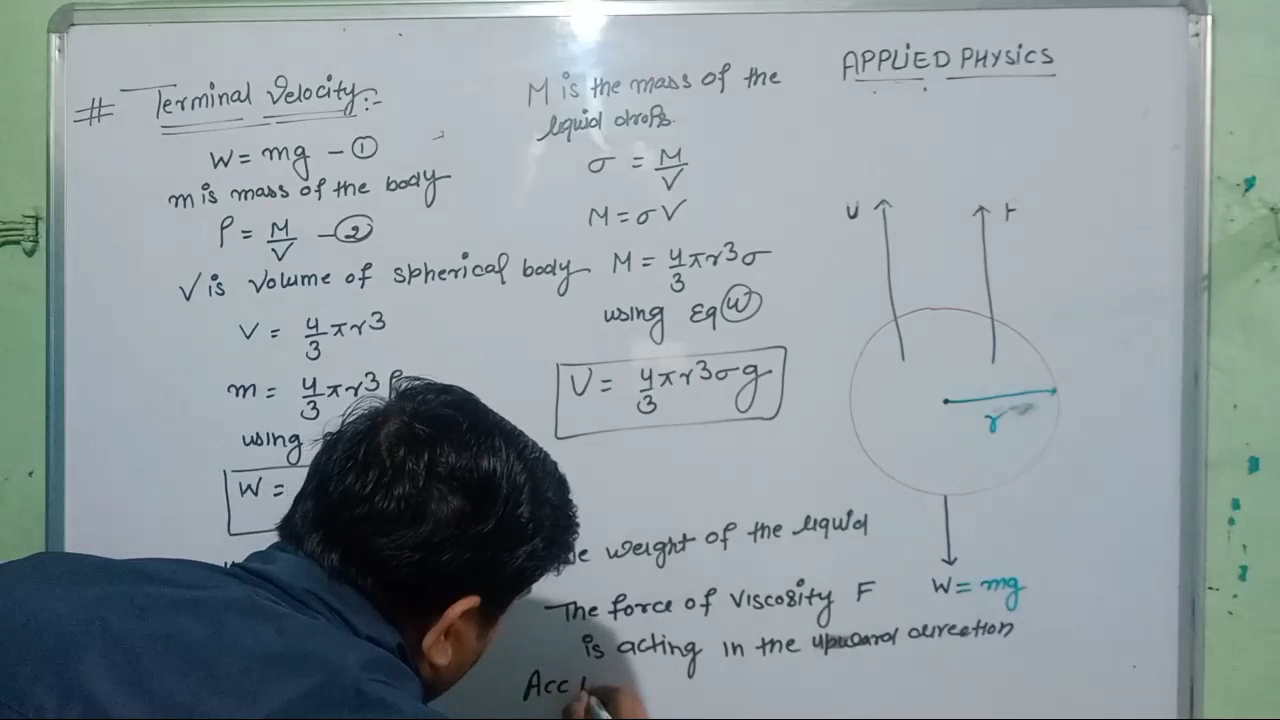 APPLIED PHYSICS
# Terminal Velocity:-
W = mg - ①
m is mass of the body
ρ = M/V - ②
V is volume of spherical body
V = 4/3 πr3
m = 4/3 πr3 ρ
using
W =
M is the mass of the
liquid drops.
σ = M/V
M = σV
M = 4/3 πr3σ
using Eq
U = 4/3 πr3σg
weight of the liquid
The force of viscosity F
is acting in the upward direction
Acc
U
F
r
W = mg